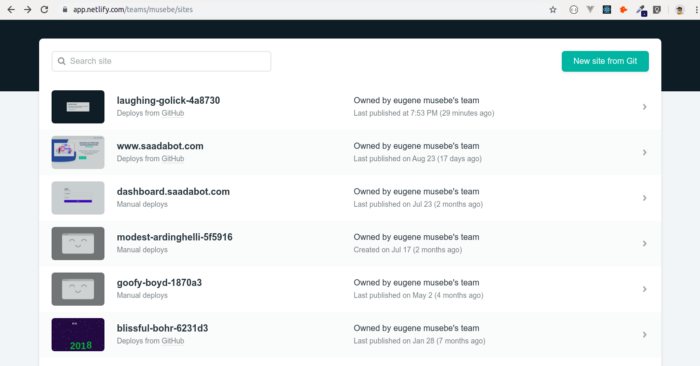 app.netlify.com/teams/musebe/sites
Search site
New site from Git
laughing-golick-4a8730
Owned by eugene musebe's team
Deploys from GitHub
Last published at 7:53 PM (29 minutes ago)
www.saadabot.com
Owned by eugene musebe's team
Deploys from GitHub
Last published on Aug 23 (17 days ago)
dashboard.saadabot.com
Owned by eugene musebe's team
Manual deploys
Last published on Jul 23 (2 months ago)
modest-ardinghelli-5f5916
Owned by eugene musebe's team
Manual deploys
Created on Jul 17 (2 months ago)
goofy-boyd-1870a3
Owned by eugene musebe's team
Manual deploys
Last published on May 2 (4 months ago)
blissful-bohr-6231d3
Owned by eugene musebe's team
2018
Deploys from GitHub
Last published on Jan 28 (7 months ago)